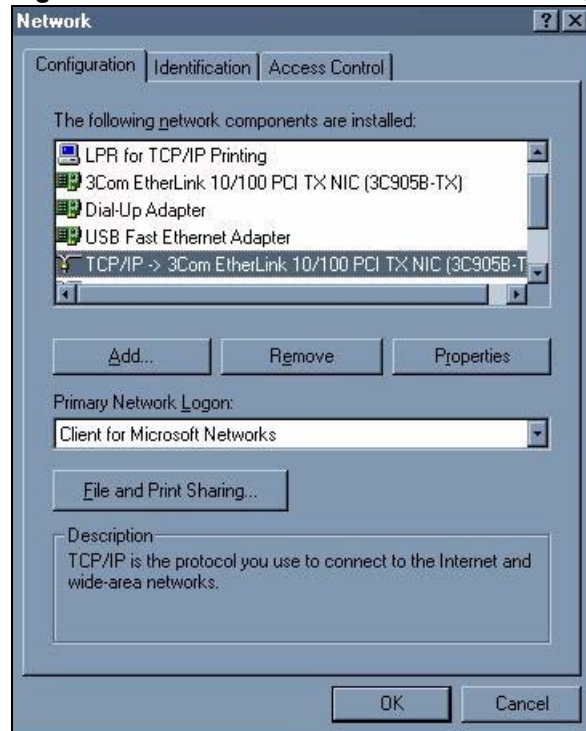 Network
Configuration Identification Access Control
The following network components are installed:
LPR for TCP/IP Printing
3Com EtherLink 10/100 PCI TX NIC (3C905B-TX)
Dial-Up Adapter
USB Fast Ethernet Adapter
TCP/IP -> 3Com EtherLink 10/100 PCI TX NIC (3C905B-T
Add... Remove Properties
Primary Network Logon:
Client for Microsoft Networks
File and Print Sharing...
Description
TCP/IP is the protocol you use to connect to the Internet and
wide-area networks.
OK Cancel